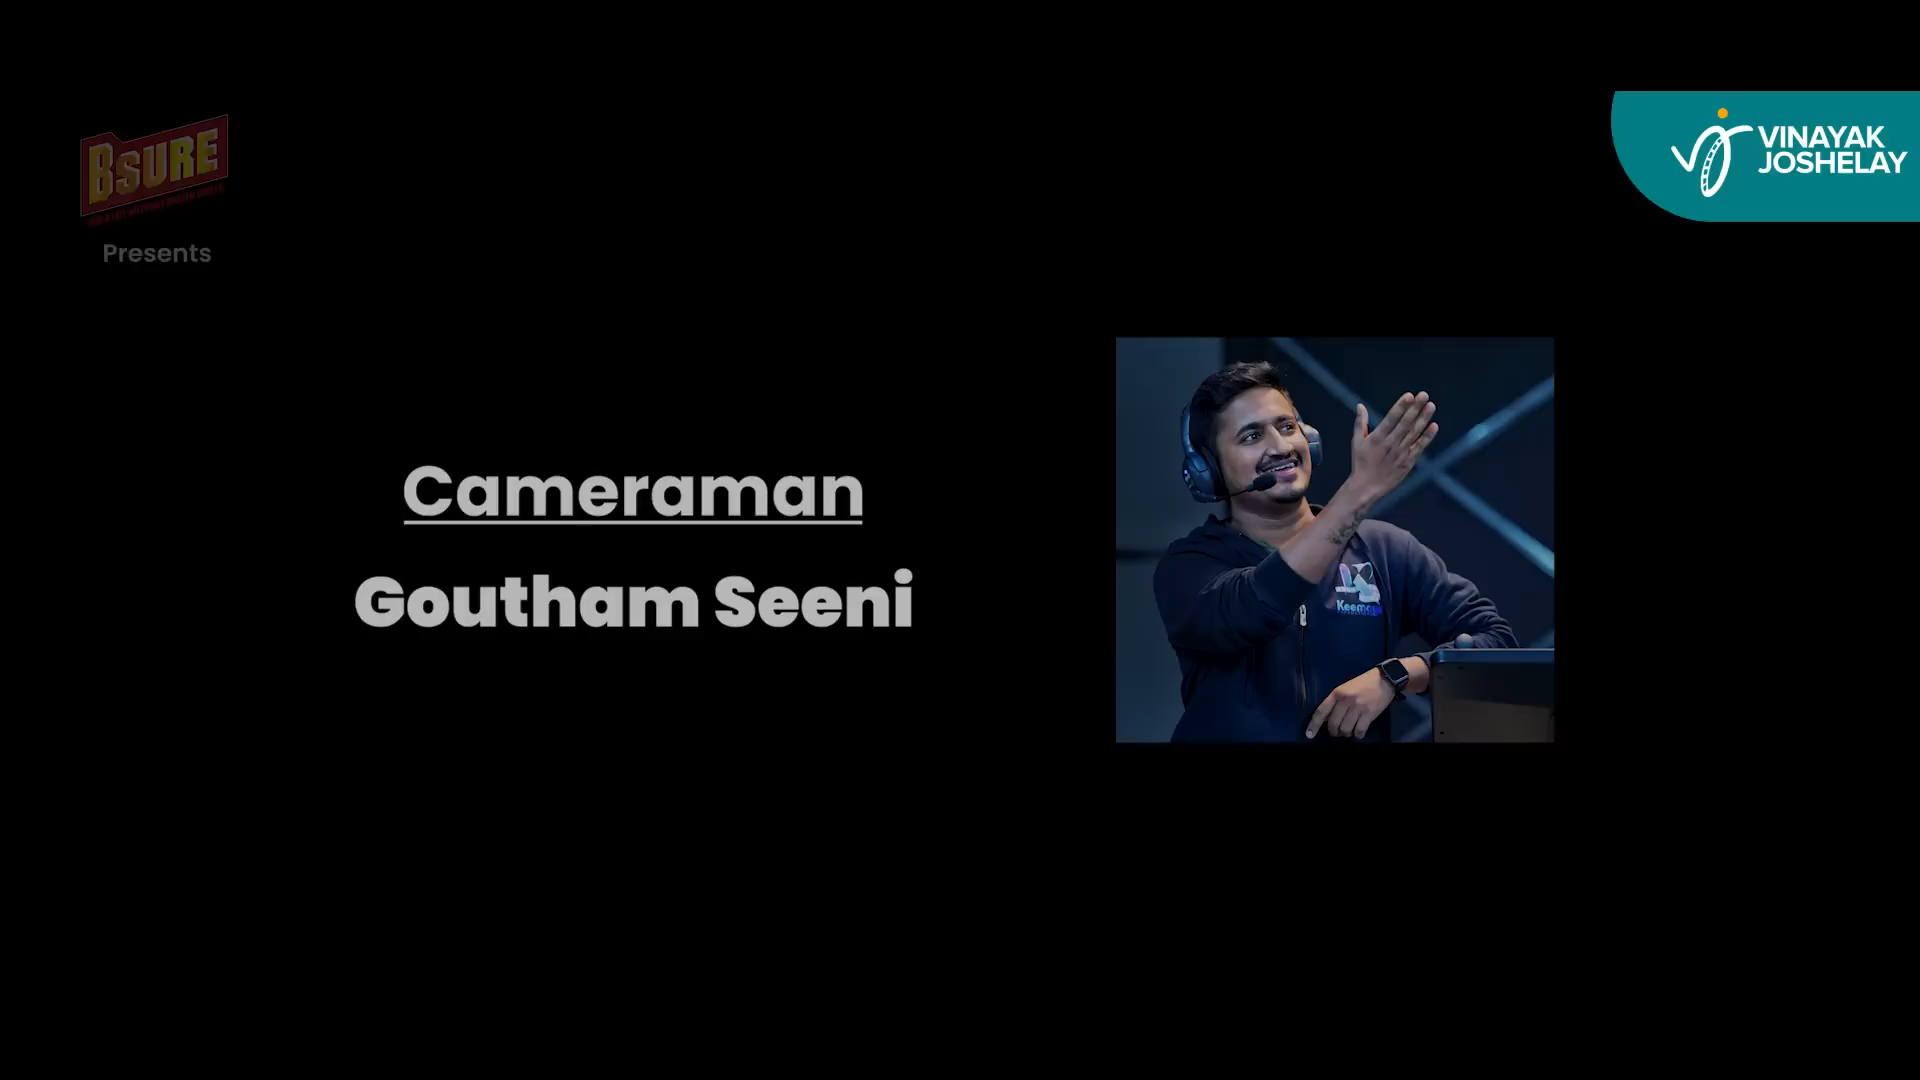 BSURE
Presents
VINAYAK
JOSHELAY
Cameraman
Goutham Seeni